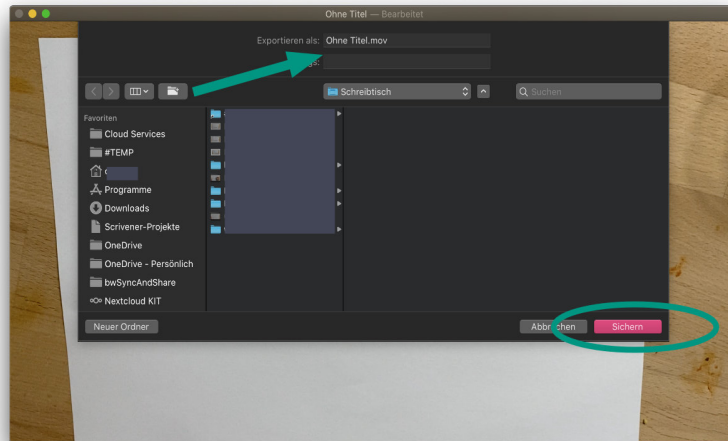 Ohne Titel — Bearbeitet
Exportieren als: Ohne Titel.mov
Schreibtisch
Suchen
Favoriten
Cloud Services
#TEMP
Programme
Downloads
Scrivener-Projekte
OneDrive
OneDrive - Persönlich
bwSyncAndShare
Nextcloud KIT
Neuer Ordner
Abbrechen
Sichern